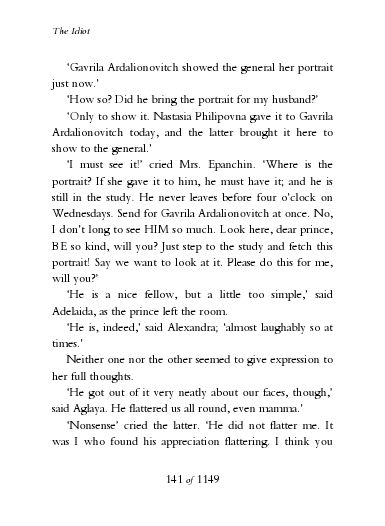 The Idiot
‘Gavrila Ardalionovitch showed the general her portrait
just now.’
‘How so? Did he bring the portrait for my husband?’
‘Only to show it. Nastasia Philipovna gave it to Gavrila
Ardalionovitch today, and the latter brought it here to
show to the general.’
‘I must see it!’ cried Mrs. Epanchin. ‘Where is the
portrait? If she gave it to him, he must have it; and he is
still in the study. He never leaves before four o’clock on
Wednesdays. Send for Gavrila Ardalionovitch at once. No,
I don’t long to see HIM so much. Look here, dear prince,
BE so kind, will you? Just step to the study and fetch this
portrait! Say we want to look at it. Please do this for me,
will you?’
‘He is a nice fellow, but a little too simple,’ said
Adelaida, as the prince left the room.
‘He is, indeed,’ said Alexandra; ‘almost laughably so at
times.’
Neither one nor the other seemed to give expression to
her full thoughts.
‘He got out of it very neatly about our faces, though,’
said Aglaya. He flattered us all round, even mamma.’
‘Nonsense’ cried the latter. ‘He did not flatter me. It
was I who found his appreciation flattering. I think you
141 of 1149